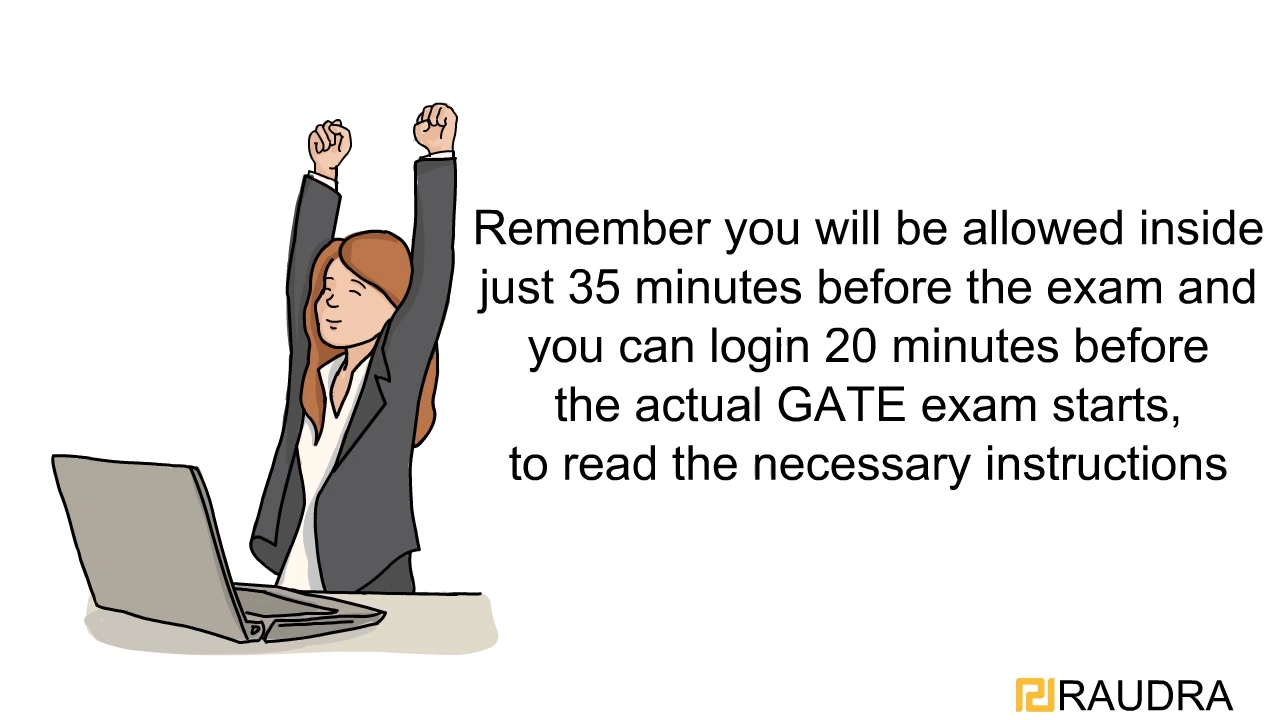 Remember you will be allowed inside
just 35 minutes before the exam and
you can login 20 minutes before
the actual GATE exam starts,
to read the necessary instructions
RAUDRA